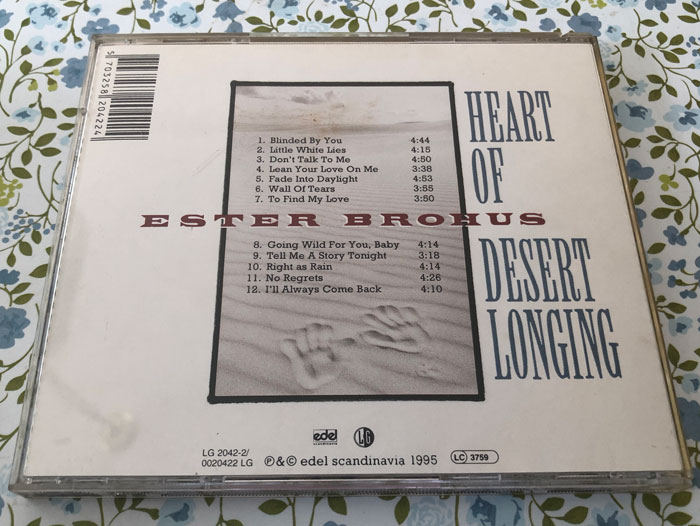 5 703258 204224
HEART
OF
DESERT
LONGING
1. Blinded By You 4:44
2. Little White Lies 4:15
3. Don't Talk To Me 4:50
4. Lean Your Love On Me 3:38
5. Fade Into Daylight 4:53
6. Wall Of Tears 3:55
7. To Find My Love 3:50
ESTER BROHUS
8. Going Wild For You, Baby 4:14
9. Tell Me A Story Tonight 3:18
10. Right as Rain 4:14
11. No Regrets 4:26
12. I'll Always Come Back 4:10
edel
SCANDINAVIA
LG
LG 2042-2/
0020422 LG
℗&© edel scandinavia 1995
LC 3759